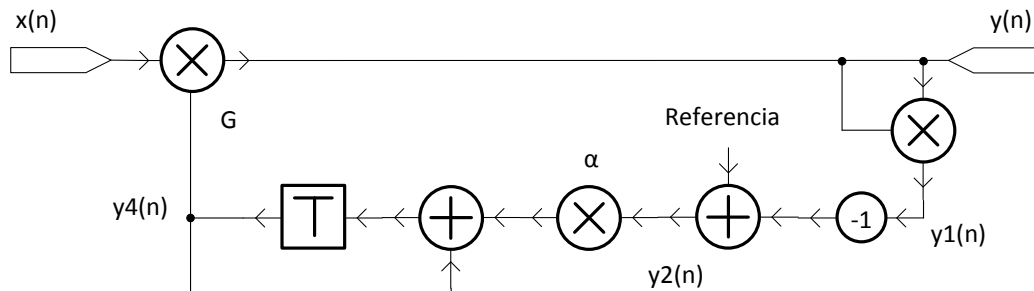 x(n)
y(n)
G
Referencia
α
y4(n)
T
-1
y2(n)
y1(n)